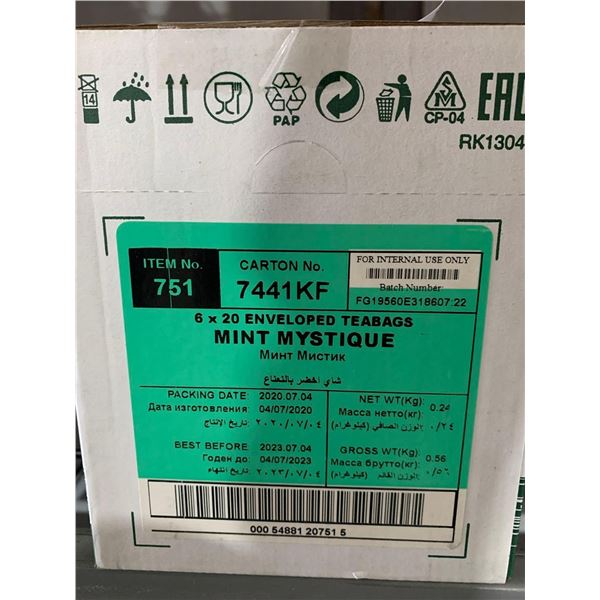 14
PAP
CP-04
EAC
RK1304
ITEM No.
751
CARTON No.
7441KF
FOR INTERNAL USE ONLY
Batch Number:
FG19560E318607:22
6 x 20 ENVELOPED TEABAGS
MINT MYSTIQUE
Минт Мистик
شاي اخضر بالنعناع
PACKING DATE: 2020.07.04
Дата изготовления: 04/07/2020
تاريخ الإنتاج: ٢٠٢٠/٠٧/٠٤
NET WT(Kg): 0.24
Масса нетто(кг):
الوزن الصافي (كيلوغرام) ٠/٢٤
BEST BEFORE: 2023.07.04
Годен до: 04/07/2023
تاريخ انتهاء: ٢٠٢٣/٠٧/٠٤
GROSS WT(Kg): 0.56
Масса брутто(кг):
الوزن القائم (كيلوغرام) ٠/٥٦
000 54881 20751 5